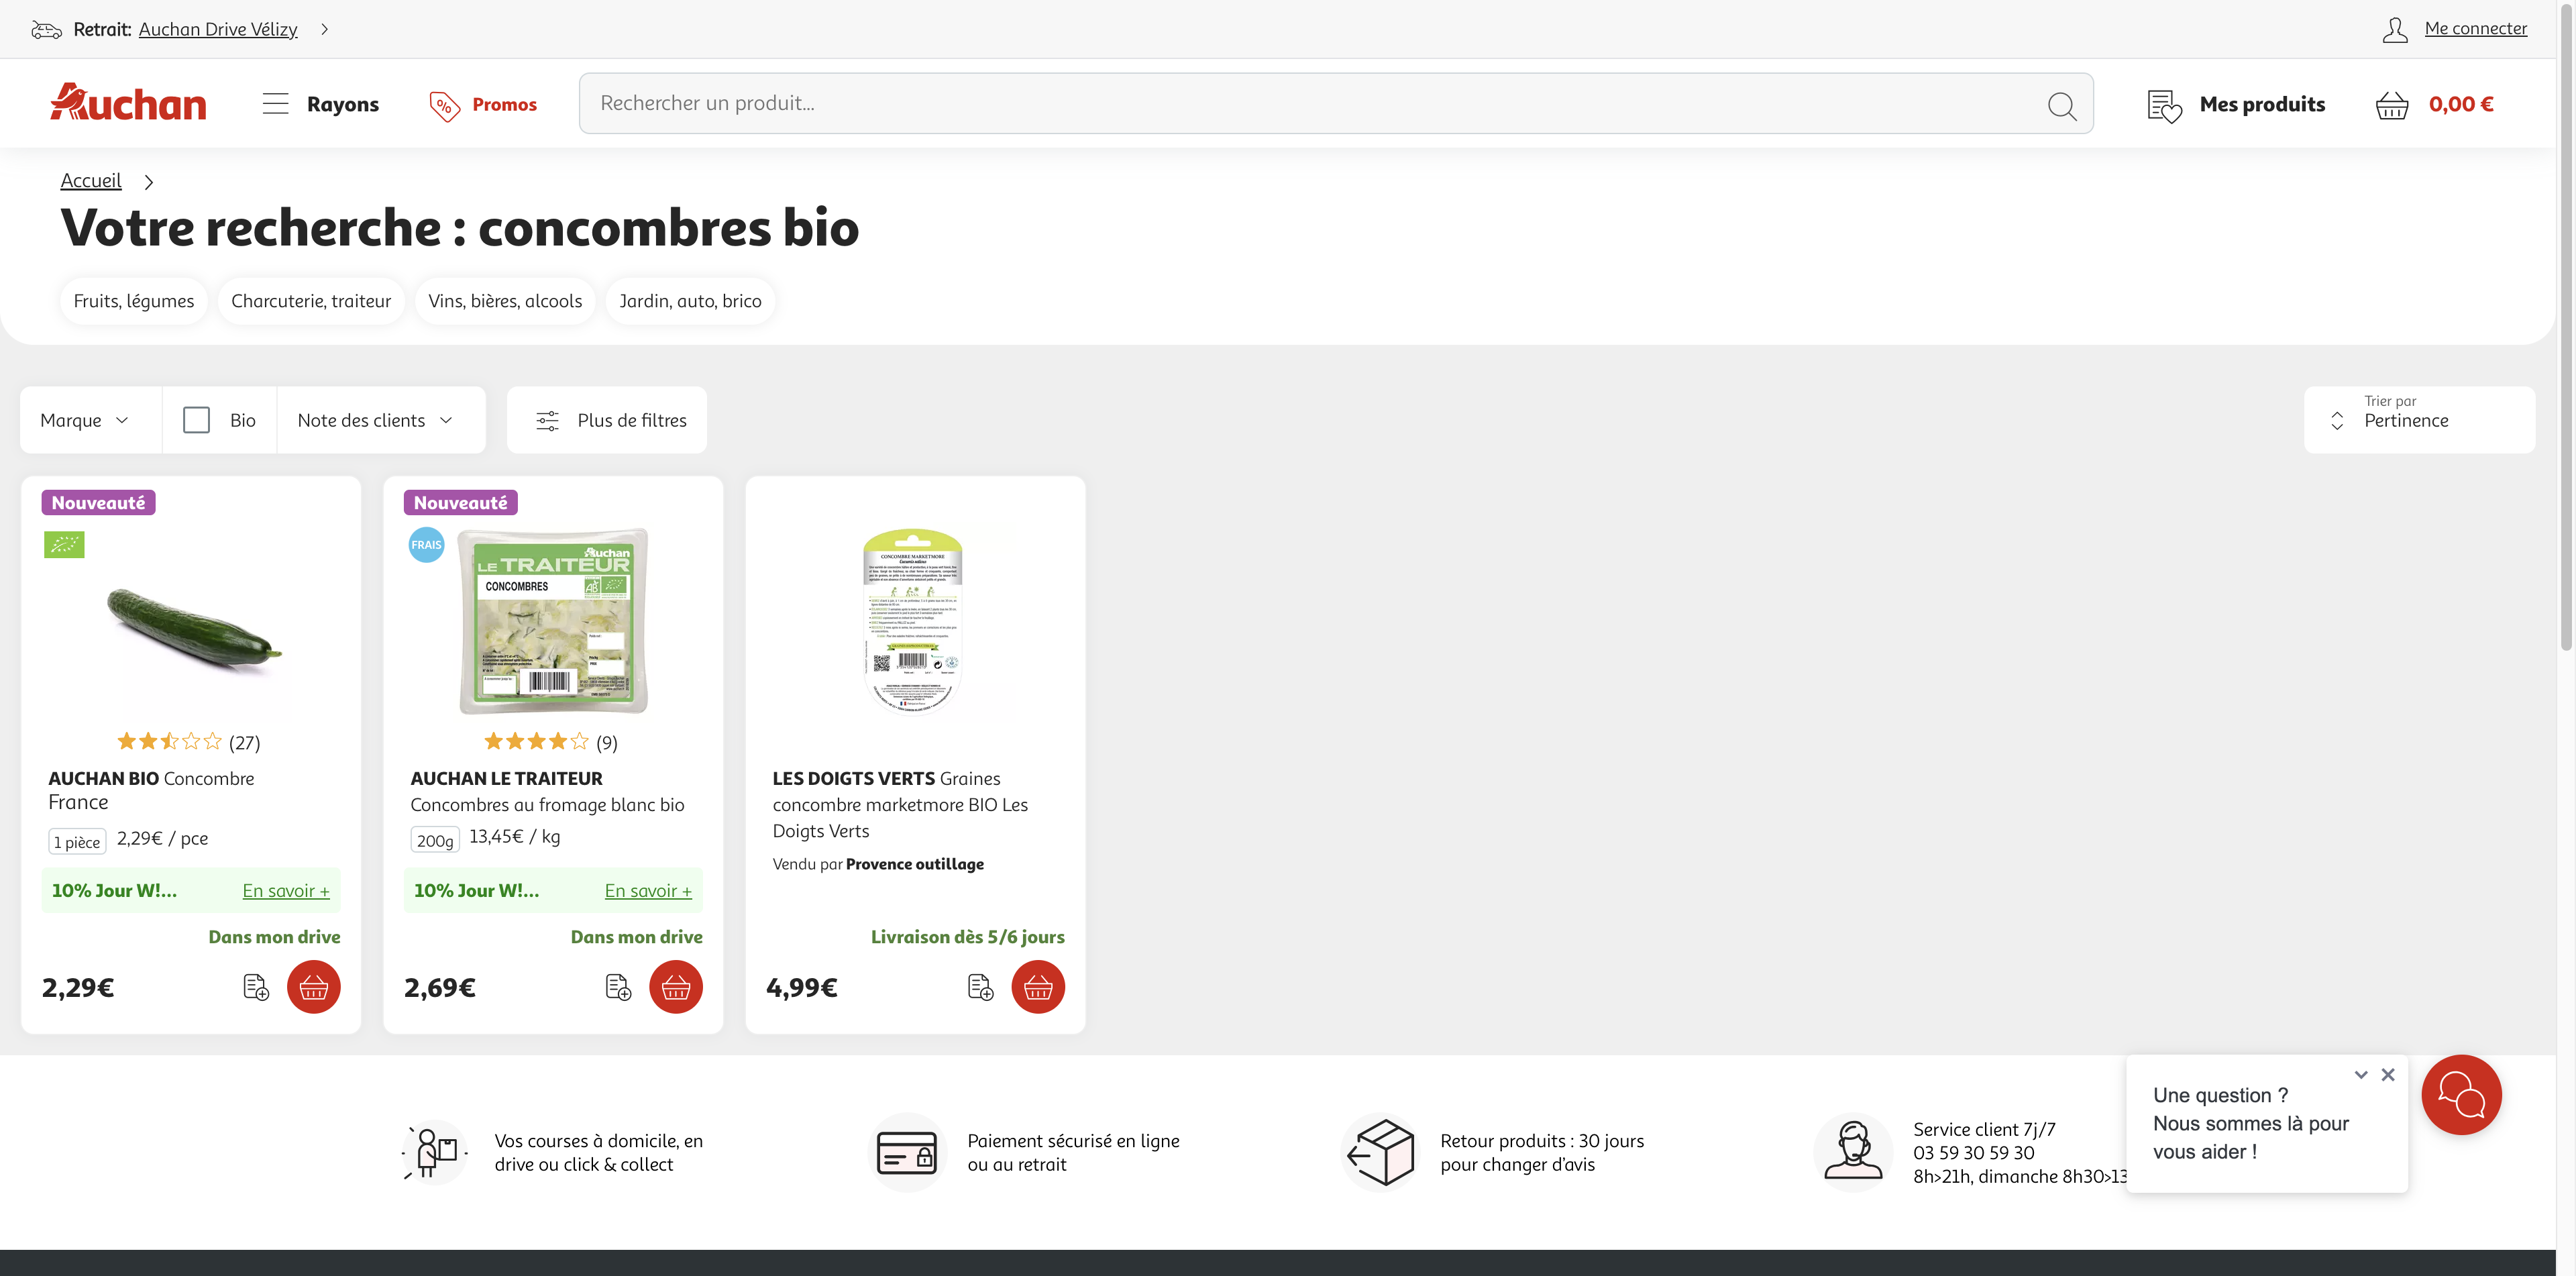 Retrait: Auchan Drive Vélizy
Me connecter
Auchan
Rayons
Promos
Rechercher un produit...
Mes produits
0,00 €
Accueil
Votre recherche : concombres bio
Fruits, légumes
Charcuterie, traiteur
Vins, bières, alcools
Jardin, auto, brico
Marque
Bio
Note des clients
Plus de filtres
Trier par
Pertinence
Nouveauté
(27)
AUCHAN BIO Concombre
France
1 pièce 2,29€ / pce
10% Jour W!... En savoir +
Dans mon drive
2,29€
Nouveauté
FRAIS
Auchan
LE TRAITEUR
CONCOMBRES
AB
(9)
AUCHAN LE TRAITEUR
Concombres au fromage blanc bio
200g 13,45€ / kg
10% Jour W!... En savoir +
Dans mon drive
2,69€
CONCOMBRE MARKETMORE
LES DOIGTS VERTS Graines
concombre marketmore BIO Les
Doigts Verts
Vendu par Provence outillage
Livraison dès 5/6 jours
4,99€
Vos courses à domicile, en
drive ou click & collect
Paiement sécurisé en ligne
ou au retrait
Retour produits : 30 jours
pour changer d'avis
Service client 7j/7
03 59 30 59 30
8h>21h, dimanche 8h30>13
Une question ?
Nous sommes là pour
vous aider !